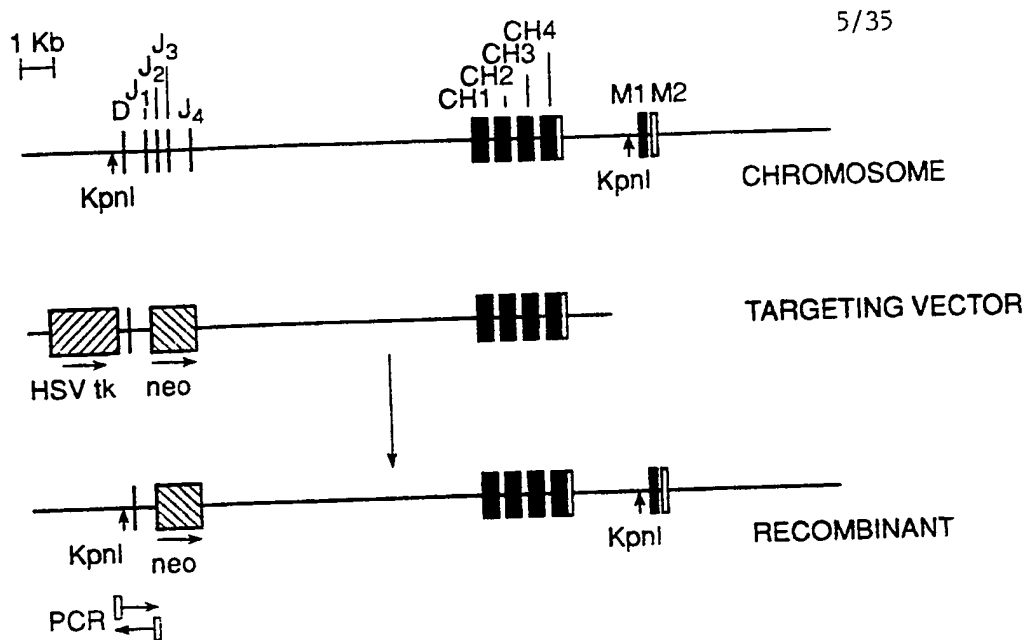 5/35
1 Kb
D J1 J2 J3 J4
CH1 CH2 CH3 CH4
M1 M2
KpnI
KpnI
CHROMOSOME
HSV tk
neo
TARGETING VECTOR
KpnI
neo
KpnI
RECOMBINANT
PCR